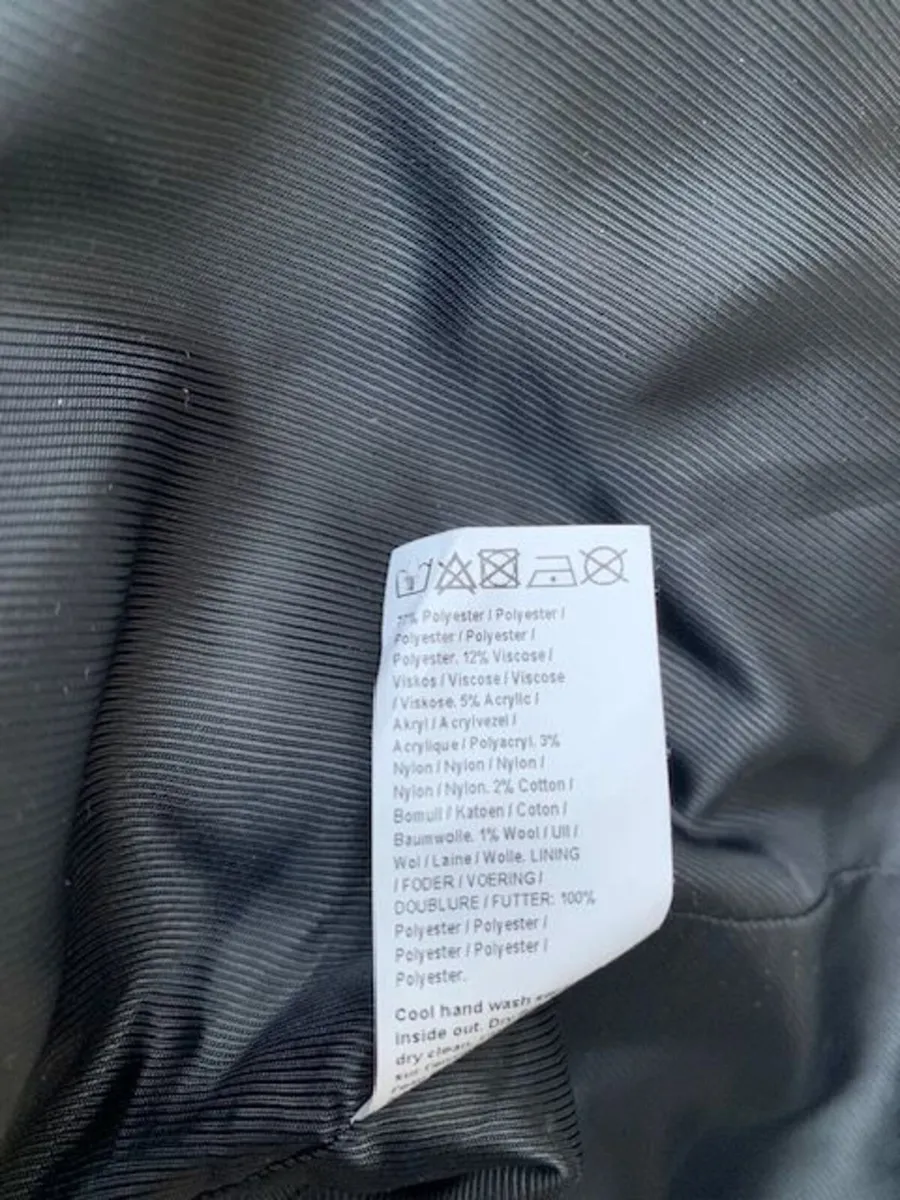 77% Polyester / Polyester /
Polyester / Polyester /
Polyester. 12% Viscose /
Viskos / Viscose / Viscose
/ Viskose. 5% Acrylic /
Akryl / Acrylvezel /
Acrylique / Polyacryl. 3%
Nylon / Nylon / Nylon /
Nylon / Nylon. 2% Cotton /
Bomull / Katoen / Coton /
Baumwolle. 1% Wool / Ull /
Wol / Laine / Wolle. LINING
/ FODER / VOERING /
DOUBLURE / FUTTER: 100%
Polyester / Polyester /
Polyester / Polyester /
Polyester.
Cool hand wash
inside out. Do
dry clean.